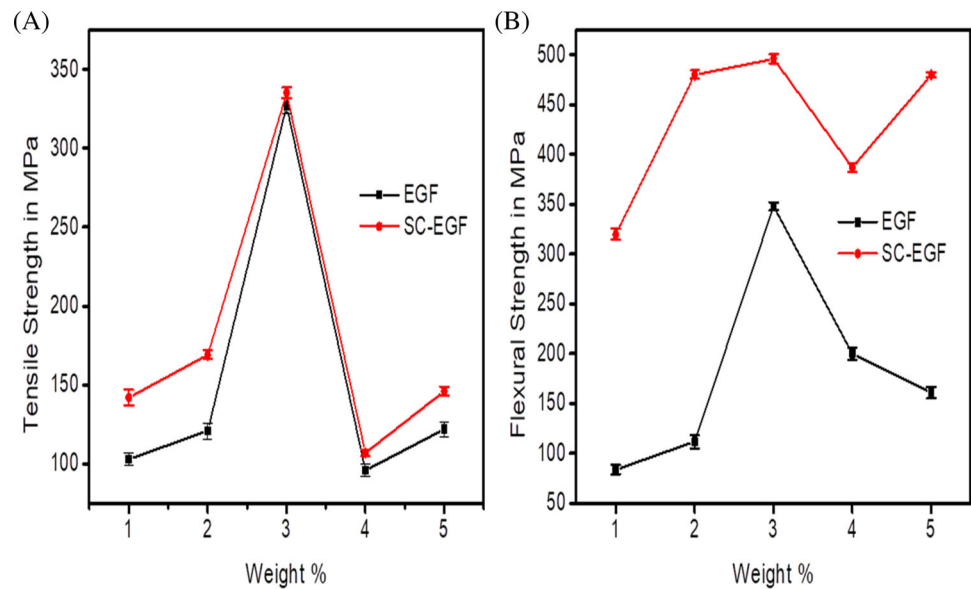 (A)
Tensile Strength in MPa
350
300
250
200
150
100
EGF
SC-EGF
1 2 3 4 5
Weight %
(B)
Flexural Strength in MPa
500
450
400
350
300
250
200
150
100
50
EGF
SC-EGF
1 2 3 4 5
Weight %